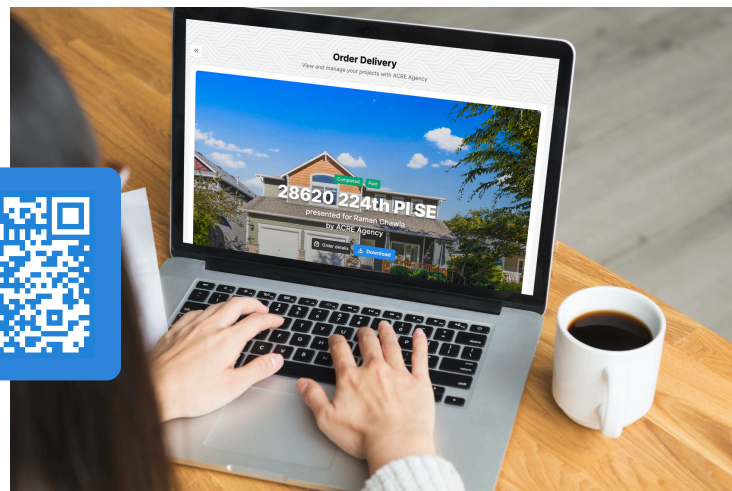 Order Delivery
View and manage your projects with ACRE Agency
Completed Paid
28620 224th Pl SE
presented for Raman Chawla
by ACRE Agency
Order details Download